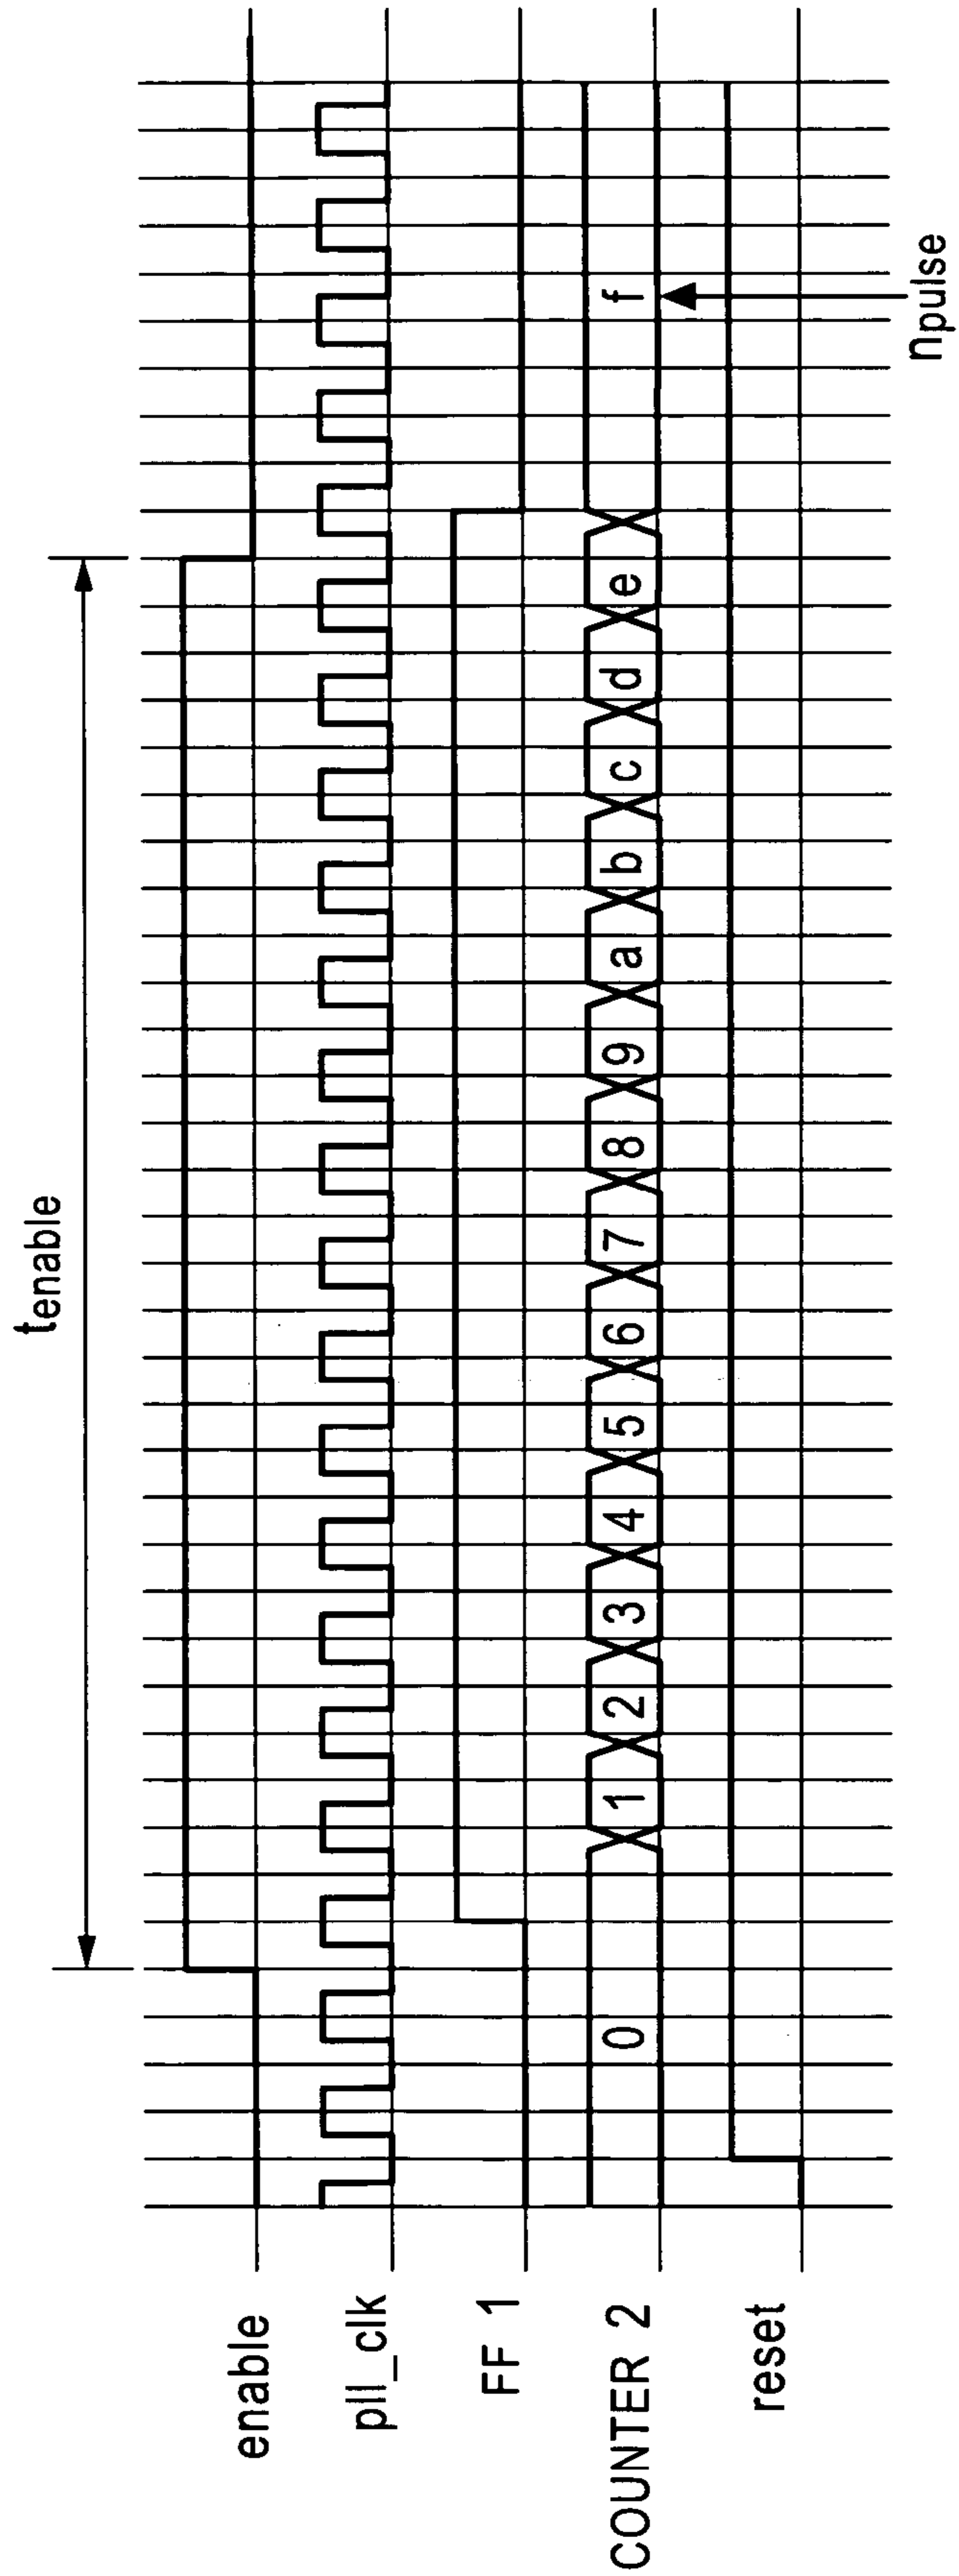 tenable
enable
pll_clk
FF 1
COUNTER 2
0 1 2 3 4 5 6 7 8 9 a b c d e f
reset
npulse